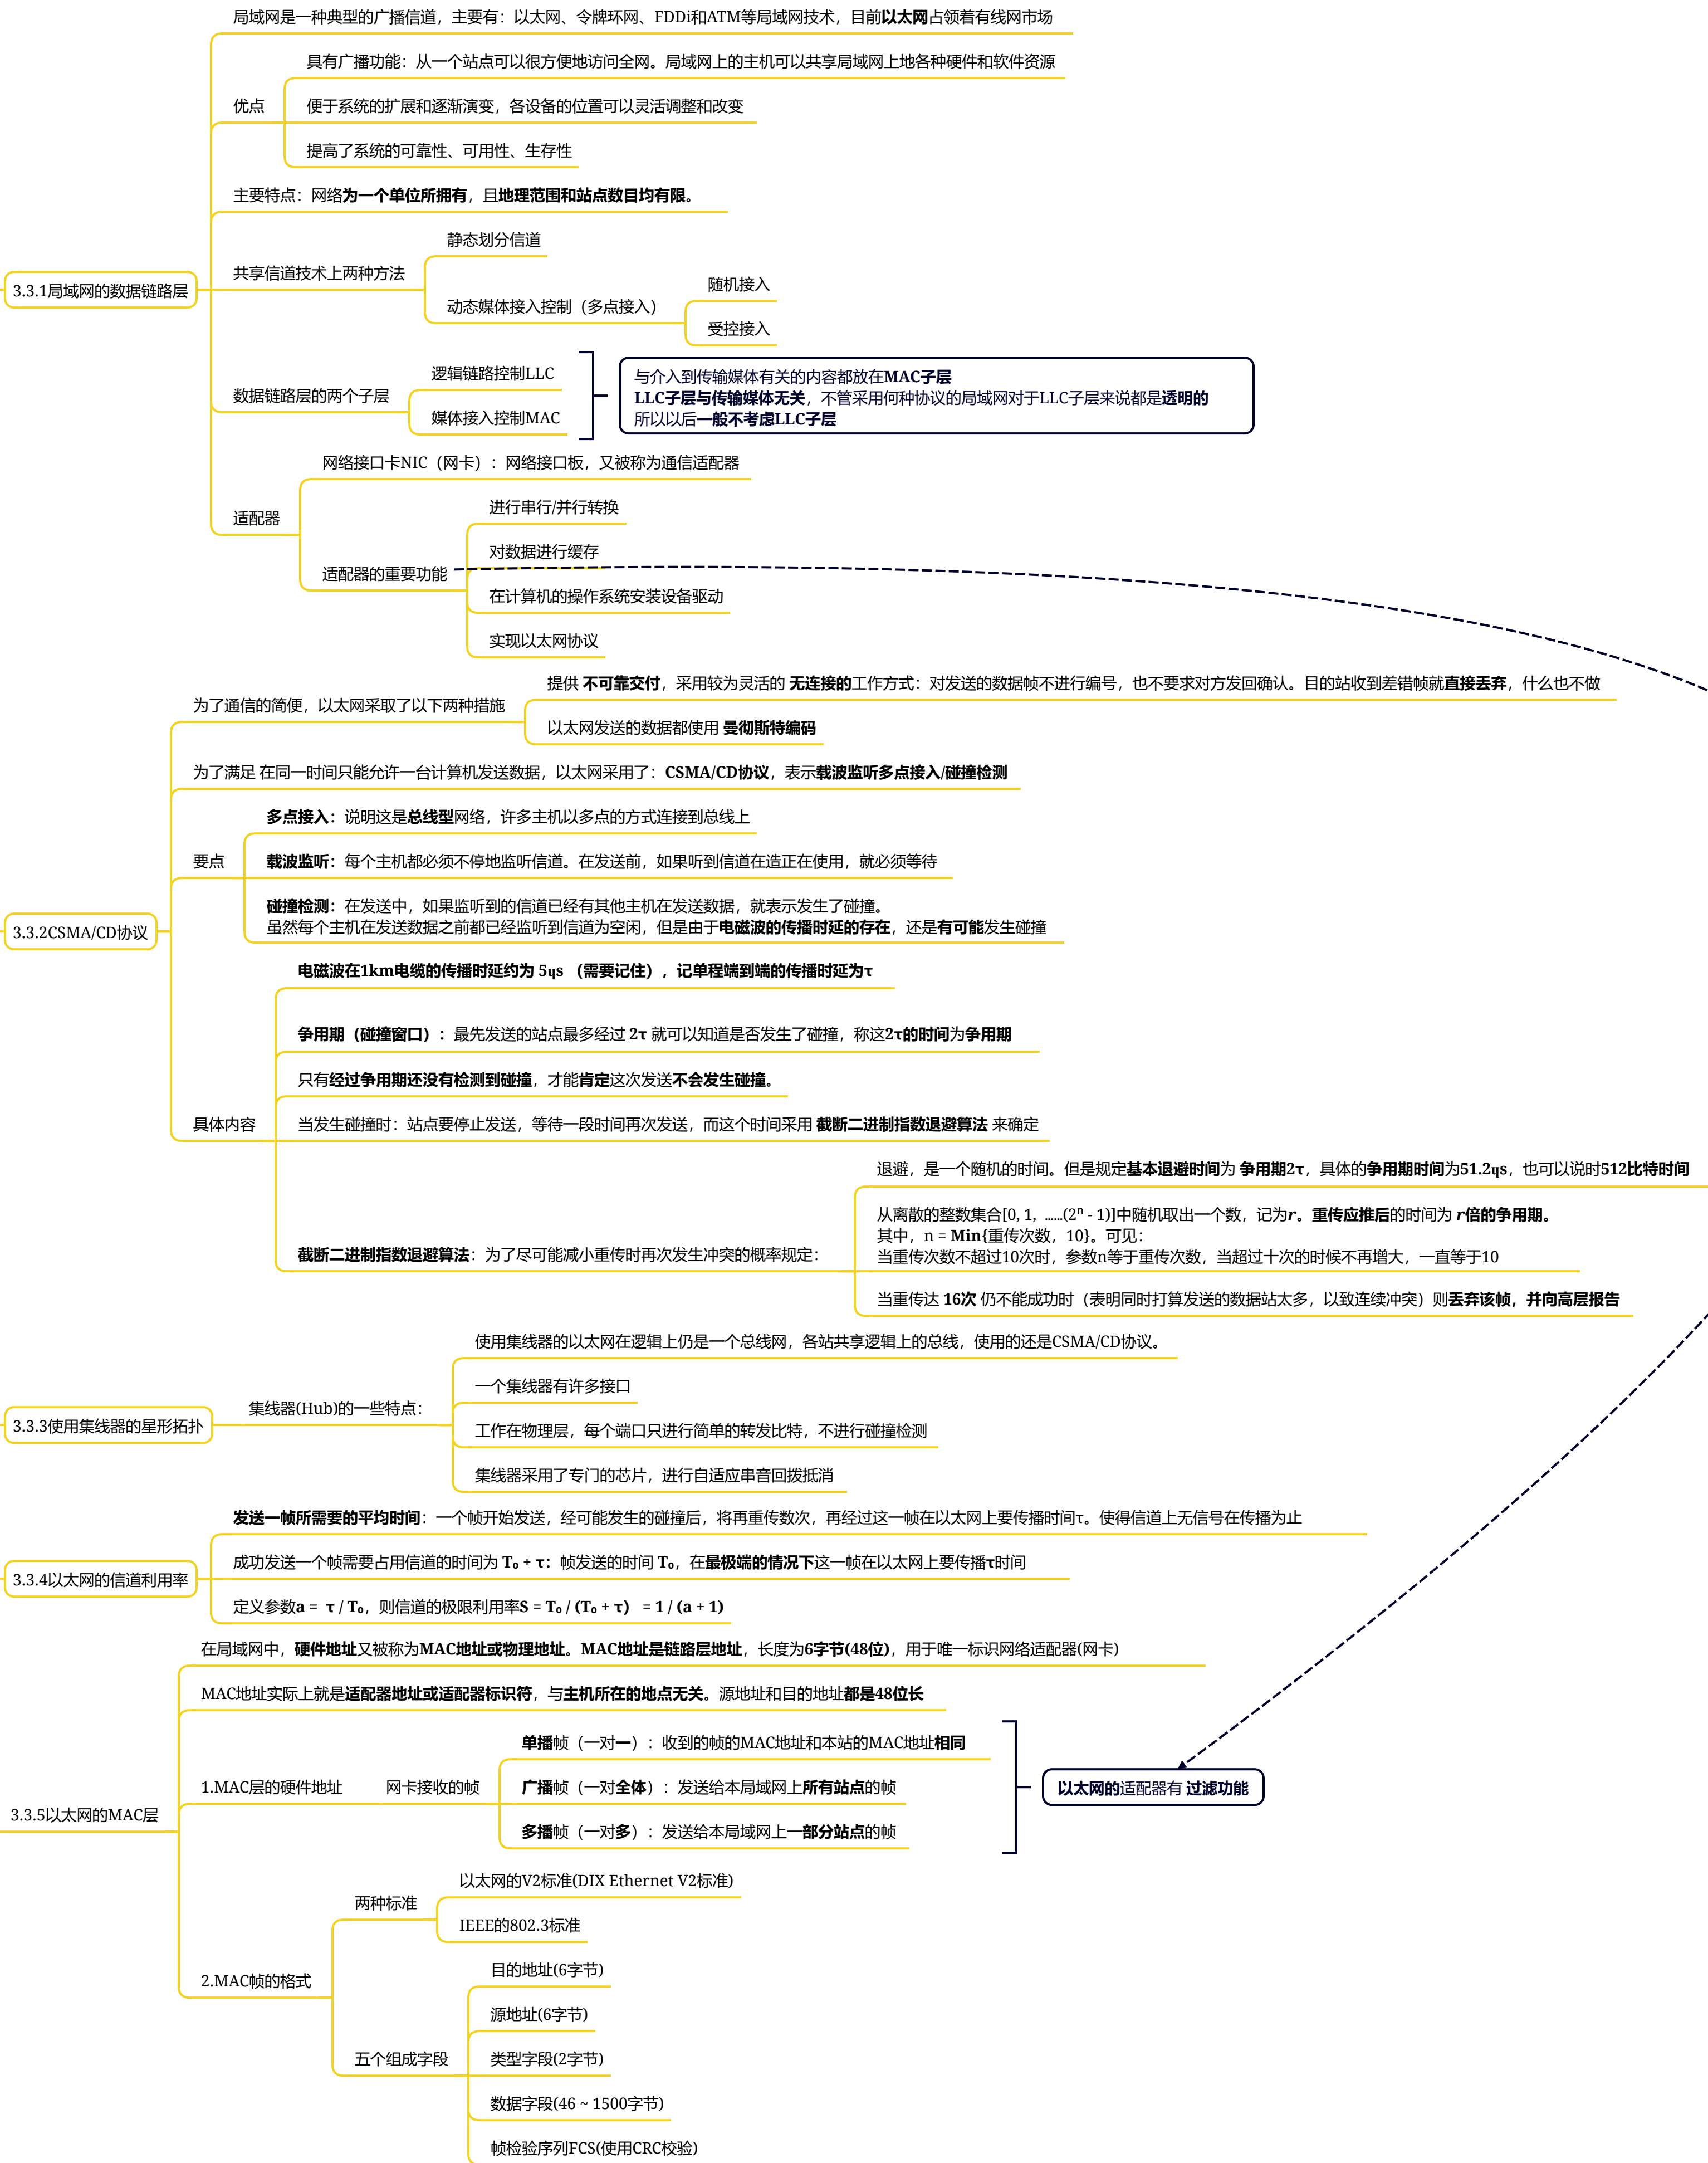 局域网是一种典型的广播信道，主要有：以太网、令牌环网、FDDi和ATM等局域网技术，目前以太网占领着有线网市场
具有广播功能：从一个站点可以很方便地访问全网。局域网上的主机可以共享局域网上地各种硬件和软件资源
优点
便于系统的扩展和逐渐演变，各设备的位置可以灵活调整和改变
提高了系统的可靠性、可用性、生存性
主要特点：网络为一个单位所拥有，且地理范围和站点数目均有限。
静态划分信道
共享信道技术上两种方法
随机接入
3.3.1局域网的数据链路层
动态媒体接入控制（多点接入）
受控接入
逻辑链路控制LLC
数据链路层的两个子层
媒体接入控制MAC
与介入到传输媒体有关的内容都放在MAC子层
LLC子层与传输媒体无关，不管采用何种协议的局域网对于LLC子层来说都是透明的
所以以后一般不考虑LLC子层
网络接口卡NIC（网卡）：网络接口板，又被称为通信适配器
适配器
进行串行/并行转换
对数据进行缓存
适配器的重要功能
在计算机的操作系统安装设备驱动
实现以太网协议
提供 不可靠交付，采用较为灵活的 无连接的工作方式：对发送的数据帧不进行编号，也不要求对方发回确认。目的站收到差错帧就直接丢弃，什么也不做
为了通信的简便，以太网采取了以下两种措施
以太网发送的数据都使用 曼彻斯特编码
为了满足 在同一时间只能允许一台计算机发送数据，以太网采用了：CSMA/CD协议，表示载波监听多点接入/碰撞检测
多点接入：说明这是总线型网络，许多主机以多点的方式连接到总线上
要点
载波监听：每个主机都必须不停地监听信道。在发送前，如果听到信道在造正在使用，就必须等待
碰撞检测：在发送中，如果监听到的信道已经有其他主机在发送数据，就表示发生了碰撞。
虽然每个主机在发送数据之前都已经监听到信道为空闲，但是由于电磁波的传播时延的存在，还是有可能发生碰撞
3.3.2CSMA/CD协议
电磁波在1km电缆的传播时延约为 5ųs （需要记住），记单程端到端的传播时延为τ
争用期（碰撞窗口）：最先发送的站点最多经过 2τ 就可以知道是否发生了碰撞，称这2τ的时间为争用期
只有经过争用期还没有检测到碰撞，才能肯定这次发送不会发生碰撞。
具体内容
当发生碰撞时：站点要停止发送，等待一段时间再次发送，而这个时间采用 截断二进制指数退避算法 来确定
退避，是一个随机的时间。但是规定基本退避时间为 争用期2τ，具体的争用期时间为51.2ųs，也可以说时512比特时间
截断二进制指数退避算法：为了尽可能减小重传时再次发生冲突的概率规定：
从离散的整数集合[0, 1, ......(2ⁿ - 1)]中随机取出一个数，记为r。重传应推后的时间为 r倍的争用期。
其中，n = Min{重传次数，10}。可见：
当重传次数不超过10次时，参数n等于重传次数，当超过十次的时候不再增大，一直等于10
当重传达 16次 仍不能成功时（表明同时打算发送的数据站太多，以致连续冲突）则丢弃该帧，并向高层报告
使用集线器的以太网在逻辑上仍是一个总线网，各站共享逻辑上的总线，使用的还是CSMA/CD协议。
一个集线器有许多接口
3.3.3使用集线器的星形拓扑
集线器(Hub)的一些特点：
工作在物理层，每个端口只进行简单的转发比特，不进行碰撞检测
集线器采用了专门的芯片，进行自适应串音回拨抵消
发送一帧所需要的平均时间：一个帧开始发送，经可能发生的碰撞后，将再重传数次，再经过这一帧在以太网上要传播时间τ。使得信道上无信号在传播为止
3.3.4以太网的信道利用率
成功发送一个帧需要占用信道的时间为 T₀ + τ：帧发送的时间 T₀，在最极端的情况下这一帧在以太网上要传播τ时间
定义参数a = τ / T₀，则信道的极限利用率S = T₀ / (T₀ + τ) = 1 / (a + 1)
在局域网中，硬件地址又被称为MAC地址或物理地址。MAC地址是链路层地址，长度为6字节(48位)，用于唯一标识网络适配器(网卡)
MAC地址实际上就是适配器地址或适配器标识符，与主机所在的地点无关。源地址和目的地址都是48位长
单播帧（一对一）：收到的帧的MAC地址和本站的MAC地址相同
1.MAC层的硬件地址
网卡接收的帧
广播帧（一对全体）：发送给本局域网上所有站点的帧
以太网的适配器有 过滤功能
3.3.5以太网的MAC层
多播帧（一对多）：发送给本局域网上一部分站点的帧
以太网的V2标准(DIX Ethernet V2标准)
两种标准
IEEE的802.3标准
2.MAC帧的格式
目的地址(6字节)
源地址(6字节)
五个组成字段
类型字段(2字节)
数据字段(46 ~ 1500字节)
帧检验序列FCS(使用CRC校验)